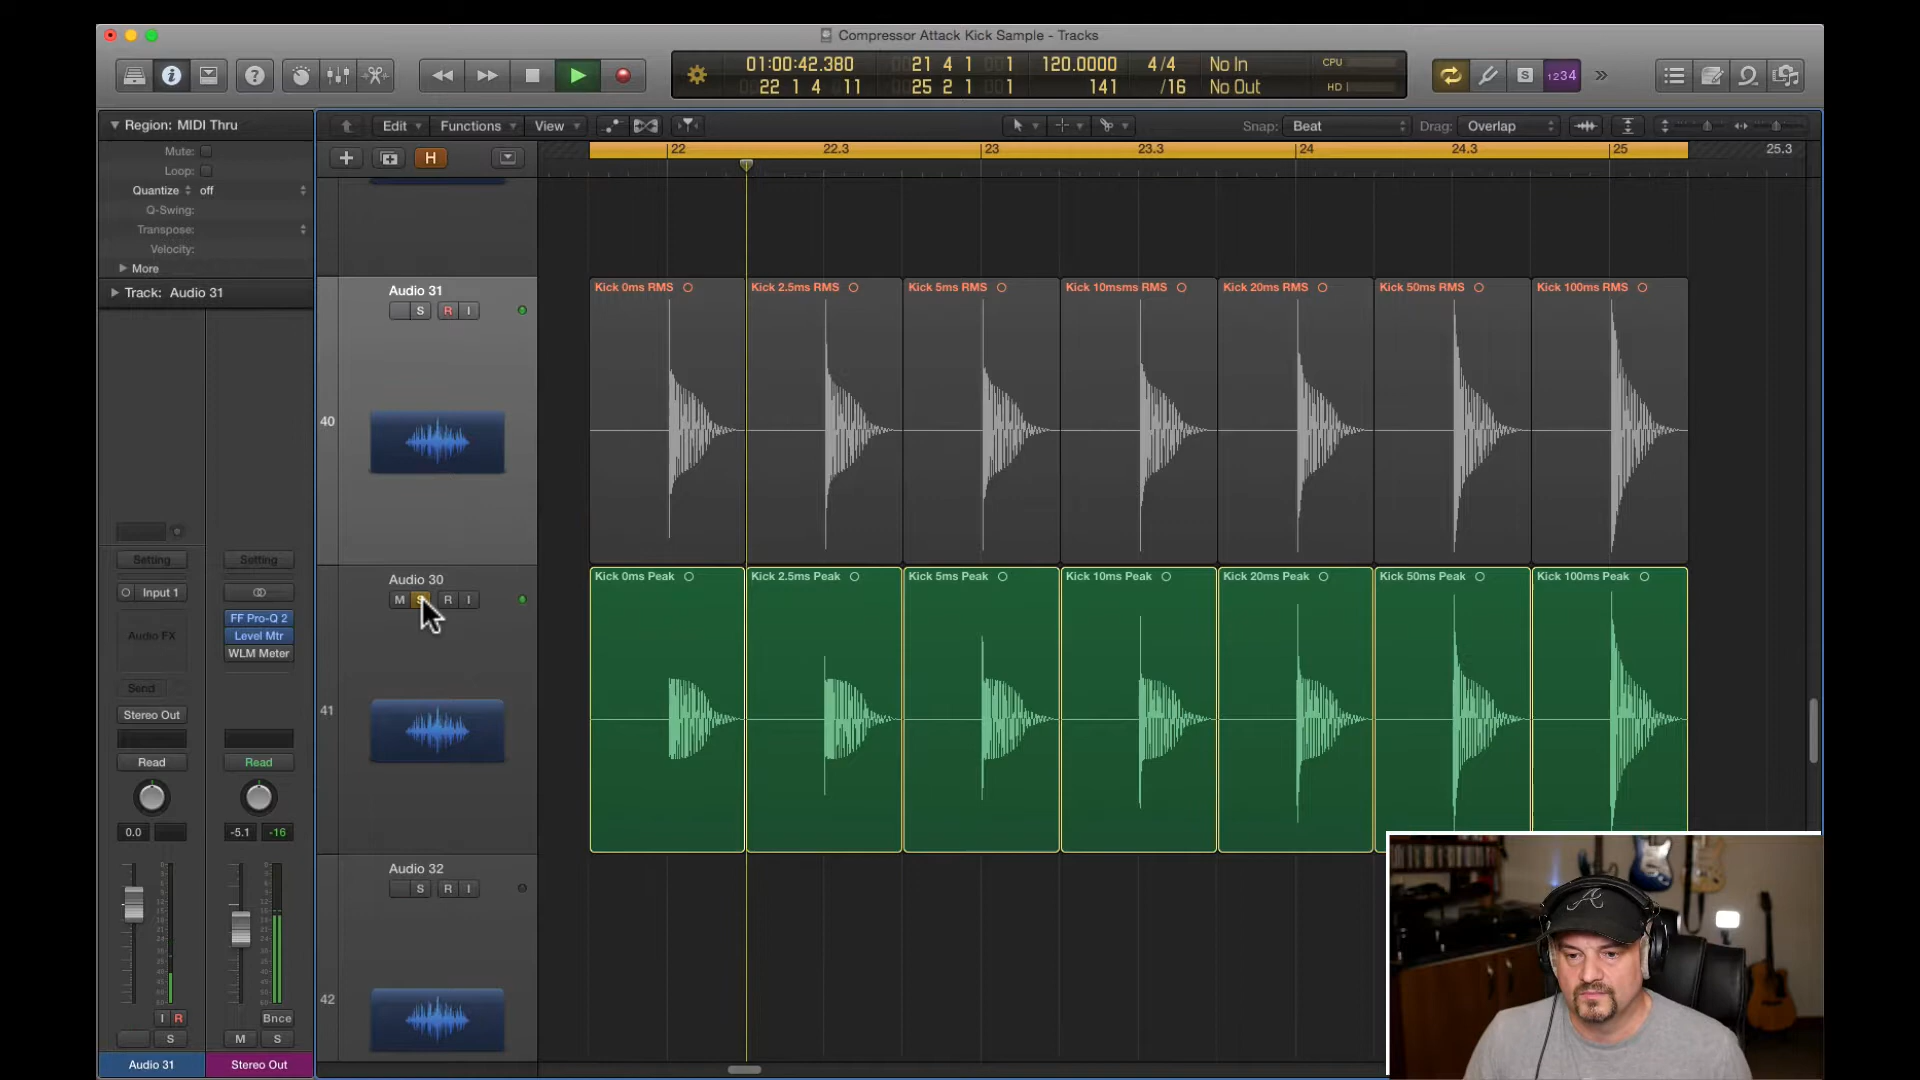 Compressor Attack Kick Sample - Tracks
01:00:42.380 21 4 1 001 1 120.0000 4/4 No In CPU
22 1 4 11 25 2 1 001 1 141 /16 No Out HD
S 1234
Region: MIDI Thru
Mute:
Loop:
Quantize off
Q-Swing:
Transpose:
Velocity:
More
Track: Audio 31
Edit Functions View Snap: Beat Drag: Overlap
H
22 22.3 23 23.3 24 24.3 25 25.3
Audio 31
S R I
40
Kick 0ms RMS Kick 2.5ms RMS Kick 5ms RMS Kick 10msms RMS Kick 20ms RMS Kick 50ms RMS Kick 100ms RMS
Audio 30
M S R I
41
Kick 0ms Peak Kick 2.5ms Peak Kick 5ms Peak Kick 10ms Peak Kick 20ms Peak Kick 50ms Peak Kick 100ms Peak
Audio 32
S R I
42
Setting Setting
Input 1
Audio FX
FF Pro-Q 2
Level Mtr
WLM Meter
Send
Stereo Out
Read Read
0.0 -5.1 -16
I R Bnce
S M S
Audio 31 Stereo Out